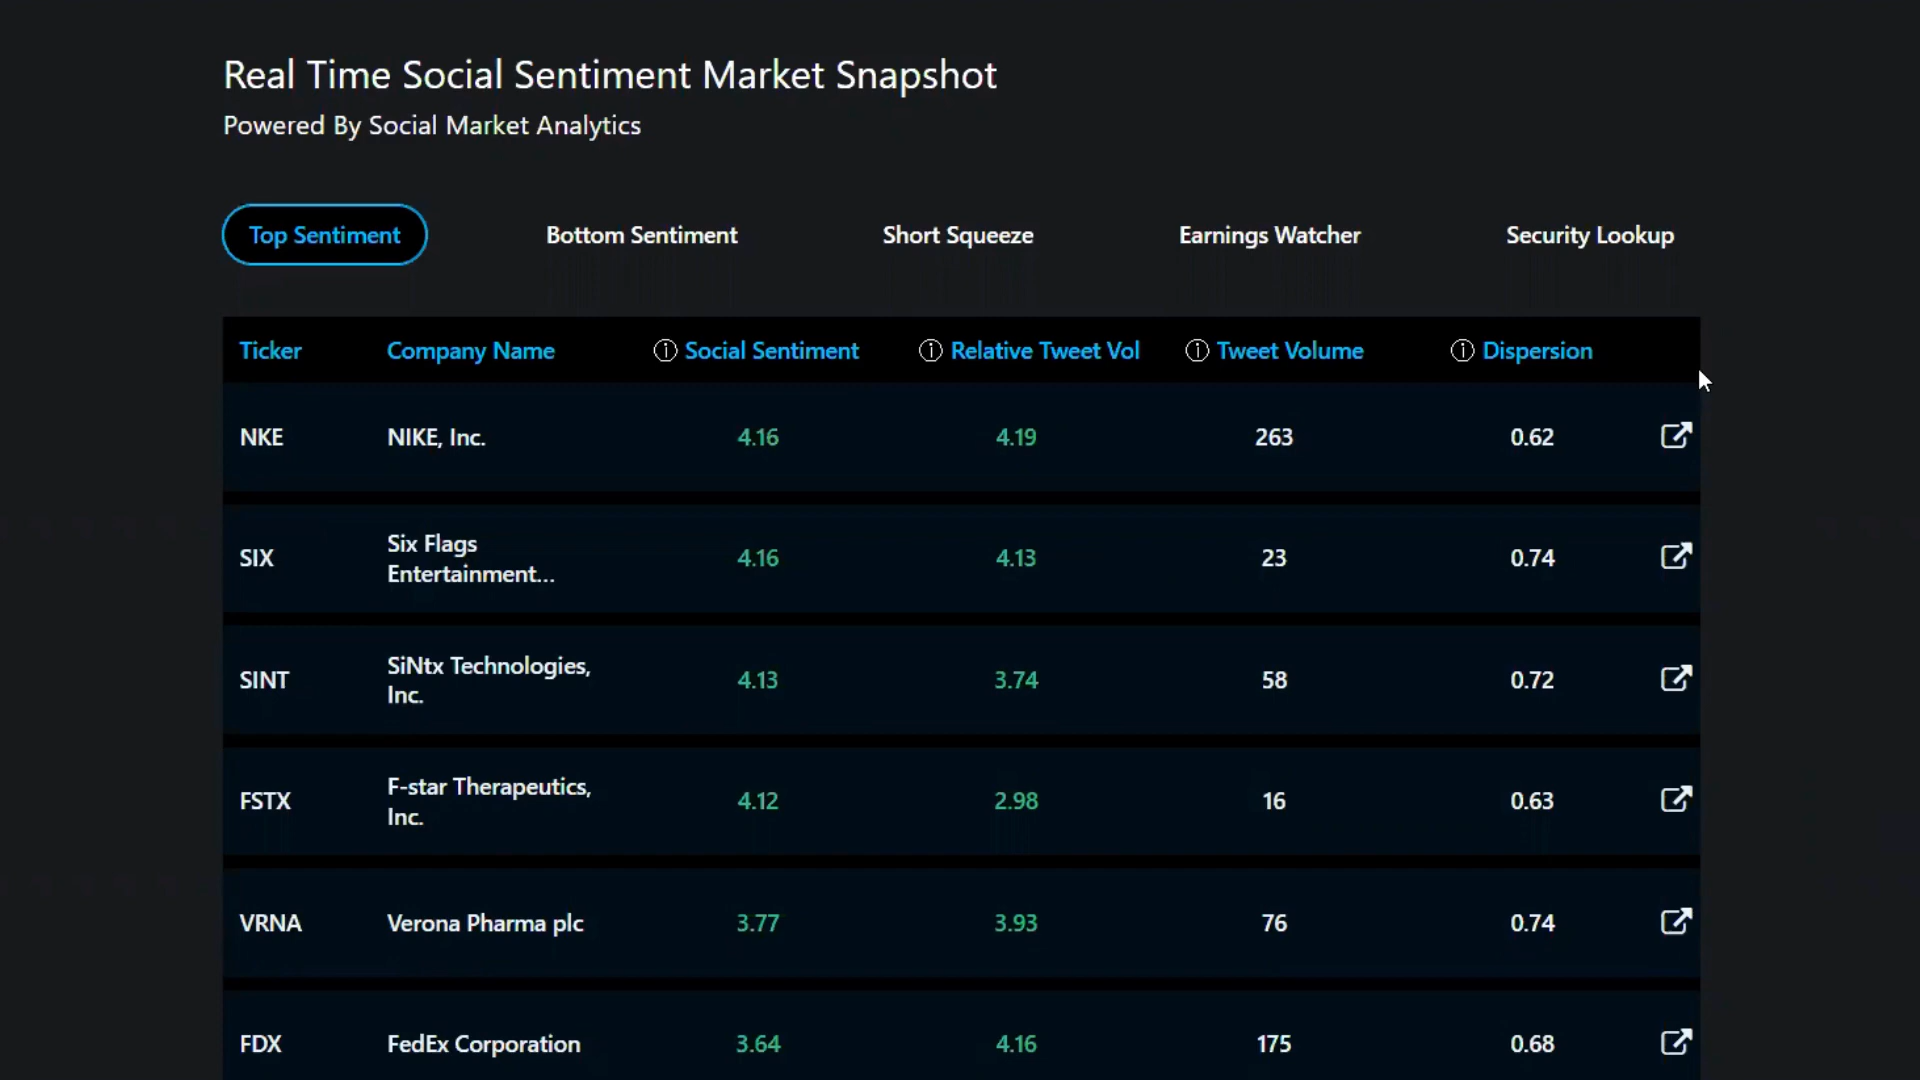 Real Time Social Sentiment Market Snapshot
Powered By Social Market Analytics
Top Sentiment Bottom Sentiment Short Squeeze Earnings Watcher Security Lookup
Ticker Company Name Social Sentiment Relative Tweet Vol Tweet Volume Dispersion
NKE NIKE, Inc. 4.16 4.19 263 0.62
SIX Six Flags Entertainment... 4.16 4.13 23 0.74
SINT SiNtx Technologies, Inc. 4.13 3.74 58 0.72
FSTX F-star Therapeutics, Inc. 4.12 2.98 16 0.63
VRNA Verona Pharma plc 3.77 3.93 76 0.74
FDX FedEx Corporation 3.64 4.16 175 0.68